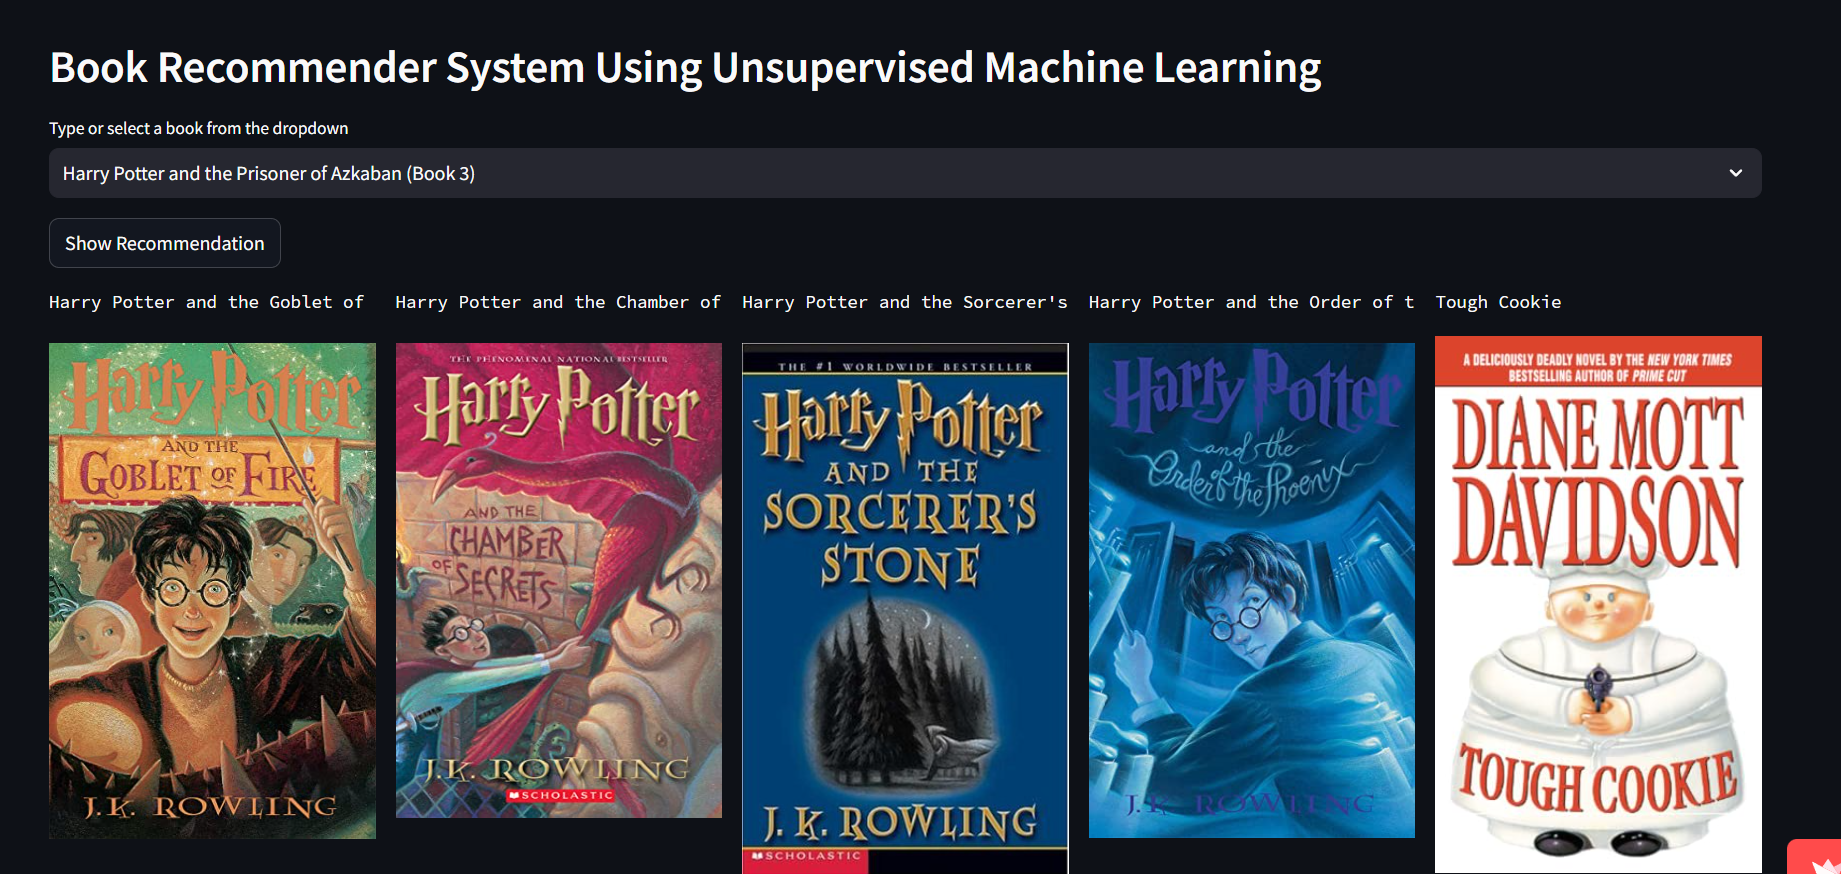 Book Recommender System Using Unsupervised Machine Learning
Type or select a book from the dropdown
Harry Potter and the Prisoner of Azkaban (Book 3)
Show Recommendation
Harry Potter and the Goblet of
Harry Potter and the Chamber of
Harry Potter and the Sorcerer's
Harry Potter and the Order of t
Tough Cookie
Harry Potter
AND THE
GOBLET OF FIRE
J.K. ROWLING
THE PHENOMENAL NATIONAL BESTSELLER
Harry Potter
AND THE
CHAMBER
OF SECRETS
J.K. ROWLING
SCHOLASTIC
THE #1 WORLDWIDE BESTSELLER
Harry Potter
AND THE
SORCERER'S
STONE
J. K. ROWLING
SCHOLASTIC
Harry Potter
and the
Order of the Phoenix
J.K. ROWLING
A DELICIOUSLY DEADLY NOVEL BY THE NEW YORK TIMES
BESTSELLING AUTHOR OF PRIME CUT
DIANE MOTT
DAVIDSON
TOUGH COOKIE